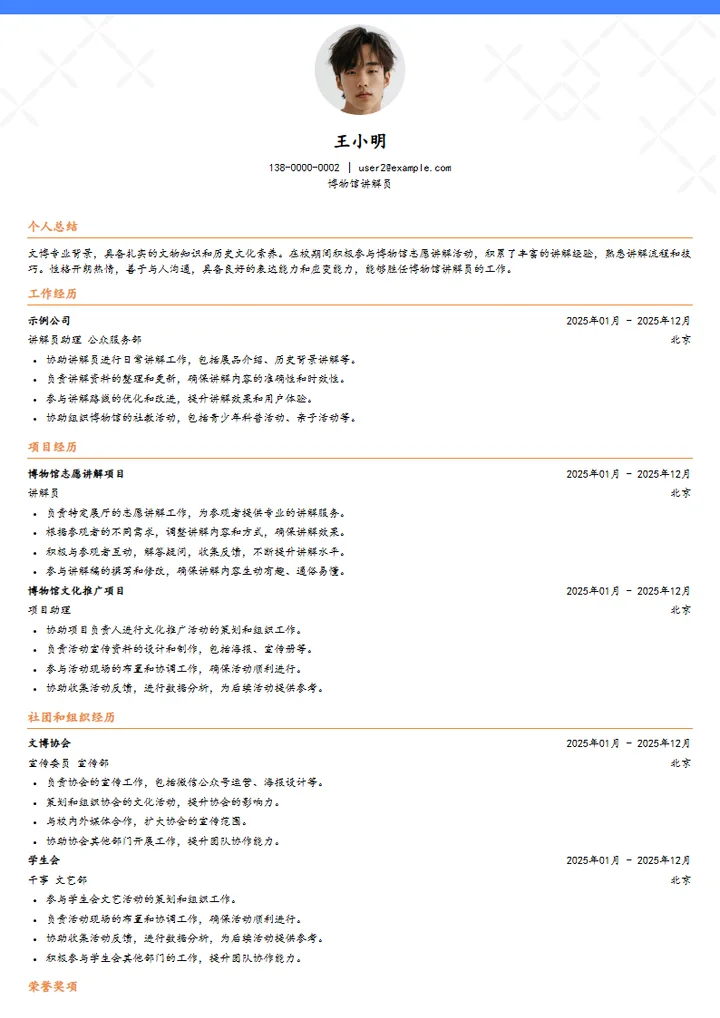 王小明
138-0000-0002 | user2@example.com
博物馆讲解员
个人总结
文博专业背景，具备扎实的文物知识和历史文化素养。在校期间积极参与博物馆志愿讲解活动，积累了丰富的讲解经验，熟悉讲解流程和技
巧。性格开朗热情，善于与人沟通，具备良好的表达能力和应变能力，能够胜任博物馆讲解员的工作。
工作经历
示例公司 2025年01月 - 2025年12月
讲解员助理 公众服务部 北京
• 协助讲解员进行日常讲解工作，包括展品介绍、历史背景讲解等。
• 负责讲解资料的整理和更新，确保讲解内容的准确性和时效性。
• 参与讲解路线的优化和改进，提升讲解效果和用户体验。
• 协助组织博物馆的社教活动，包括青少年科普活动、亲子活动等。
项目经历
博物馆志愿讲解项目 2025年01月 - 2025年12月
讲解员 北京
• 负责特定展厅的志愿讲解工作，为参观者提供专业的讲解服务。
• 根据参观者的不同需求，调整讲解内容和方式，确保讲解效果。
• 积极与参观者互动，解答疑问，收集反馈，不断提升讲解水平。
• 参与讲解稿的撰写和修改，确保讲解内容生动有趣、通俗易懂。
博物馆文化推广项目 2025年01月 - 2025年12月
项目助理 北京
• 协助项目负责人进行文化推广活动的策划和组织工作。
• 负责活动宣传资料的设计和制作，包括海报、宣传册等。
• 参与活动现场的布置和协调工作，确保活动顺利进行。
• 协助收集活动反馈，进行数据分析，为后续活动提供参考。
社团和组织经历
文博协会 2025年01月 - 2025年12月
宣传委员 宣传部 北京
• 负责协会的宣传工作，包括微信公众号运营、海报设计等。
• 策划和组织协会的文化活动，提升协会的影响力。
• 与校内外媒体合作，扩大协会的宣传范围。
• 协助协会其他部门开展工作，提升团队协作能力。
学生会 2025年01月 - 2025年12月
干事 文艺部 北京
• 参与学生会文艺活动的策划和组织工作。
• 负责活动现场的布置和协调工作，确保活动顺利进行。
• 协助收集活动反馈，进行数据分析，为后续活动提供参考。
• 积极参与学生会其他部门的工作，提升团队协作能力。
荣誉奖项